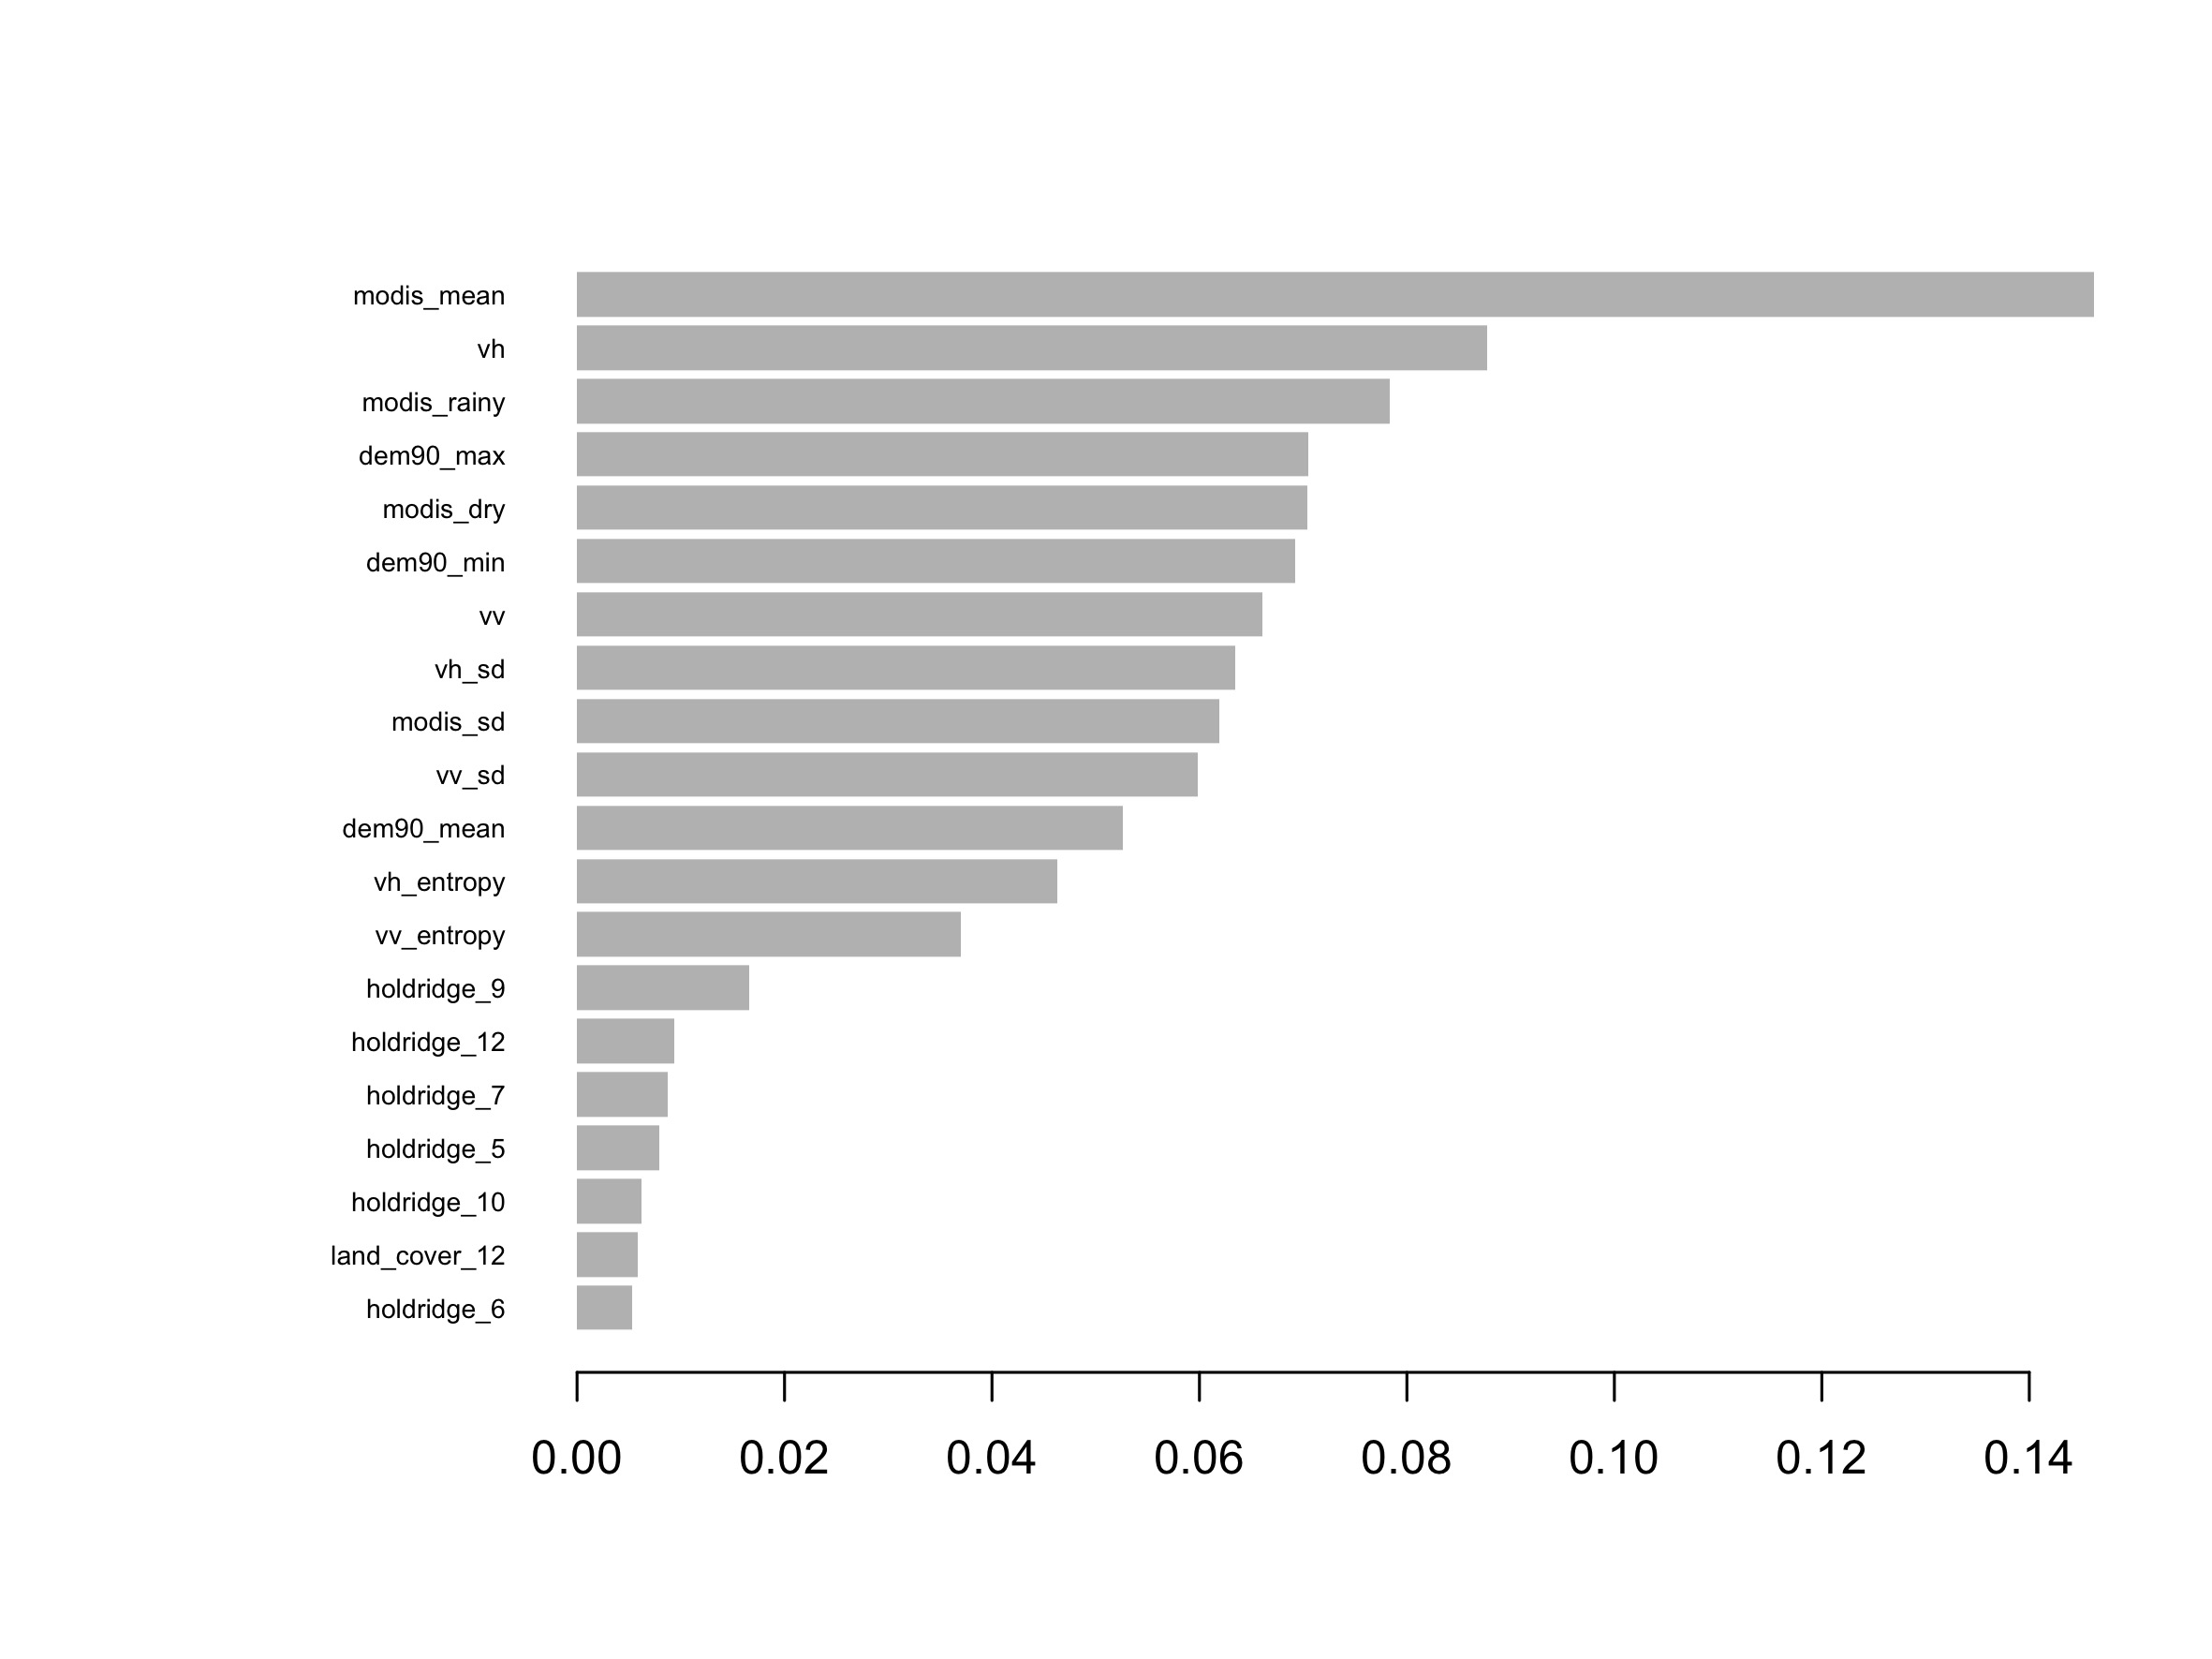 modis_mean
vh
modis_rainy
dem90_max
modis_dry
dem90_min
vv
vh_sd
modis_sd
vv_sd
dem90_mean
vh_entropy
vv_entropy
holdridge_9
holdridge_12
holdridge_7
holdridge_5
holdridge_10
land_cover_12
holdridge_6
0.00 0.02 0.04 0.06 0.08 0.10 0.12 0.14